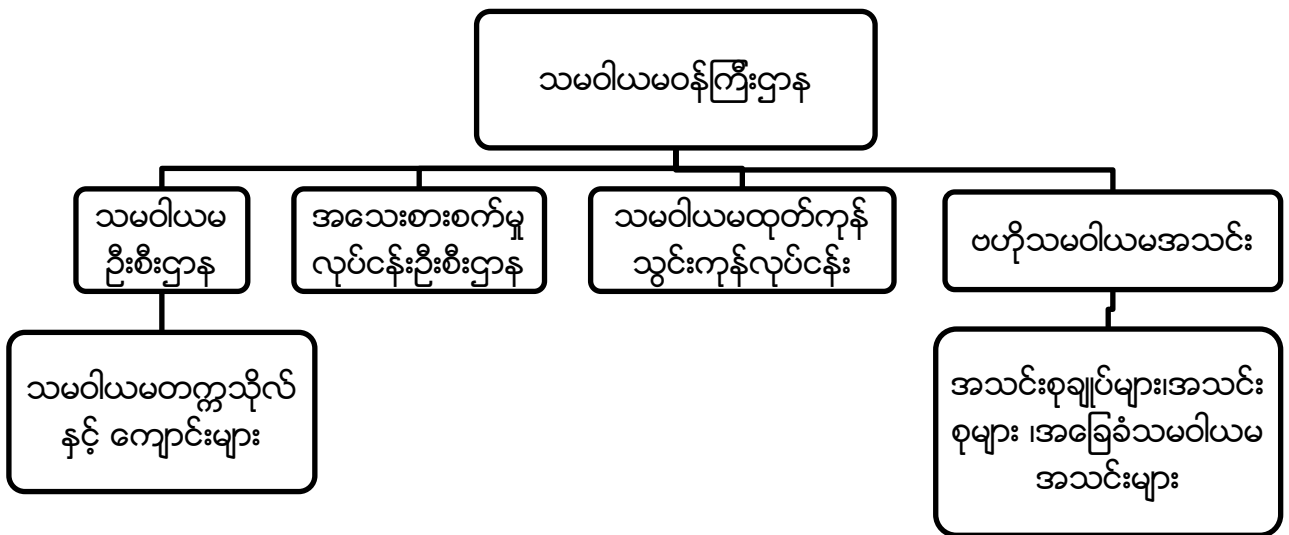 သမဝါယမဝန်ကြီးဌာန
သမဝါယမ
ဦးစီးဌာန
အသေးစားစက်မှု
လုပ်ငန်းဦးစီးဌာန
သမဝါယမထုတ်ကုန်
သွင်းကုန်လုပ်ငန်း
ဗဟိုသမဝါယမအသင်း
သမဝါယမတက္ကသိုလ်
နှင့် ကျောင်းများ
အသင်းစုချုပ်များ၊အသင်း
စုများ ၊အခြေခံသမဝါယမ
အသင်းများ